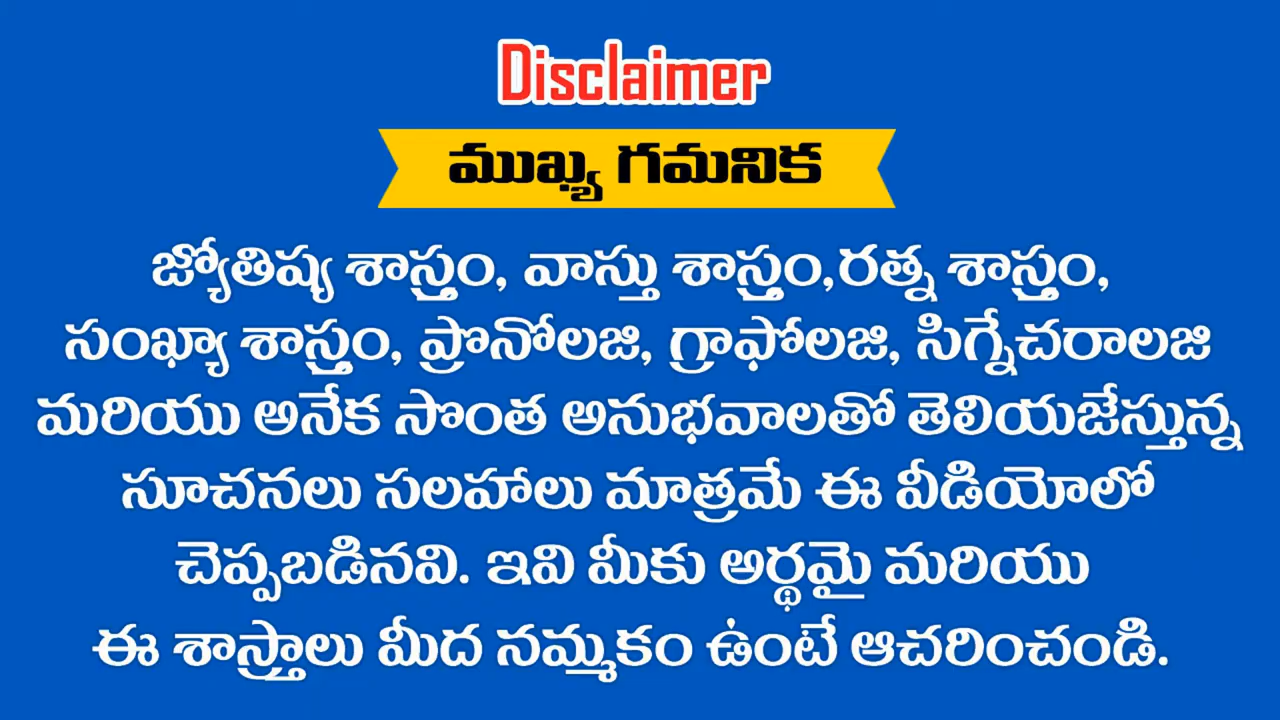 Disclaimer
ముఖ్య గమనిక
జ్యోతిష్య శాస్త్రం, వాస్తు శాస్త్రం,రత్న శాస్త్రం,
సంఖ్యా శాస్త్రం, ప్రొనోలజి, గ్రాఫోలజి, సిగ్నేచరాలజి
మరియు అనేక సొంత అనుభవాలతో తెలియజేస్తున్న
సూచనలు సలహాలు మాత్రమే ఈ వీడియోలో
చెప్పబడినవి. ఇవి మీకు అర్థమై మరియు
ఈ శాస్త్రాలు మీద నమ్మకం ఉంటే ఆచరించండి.